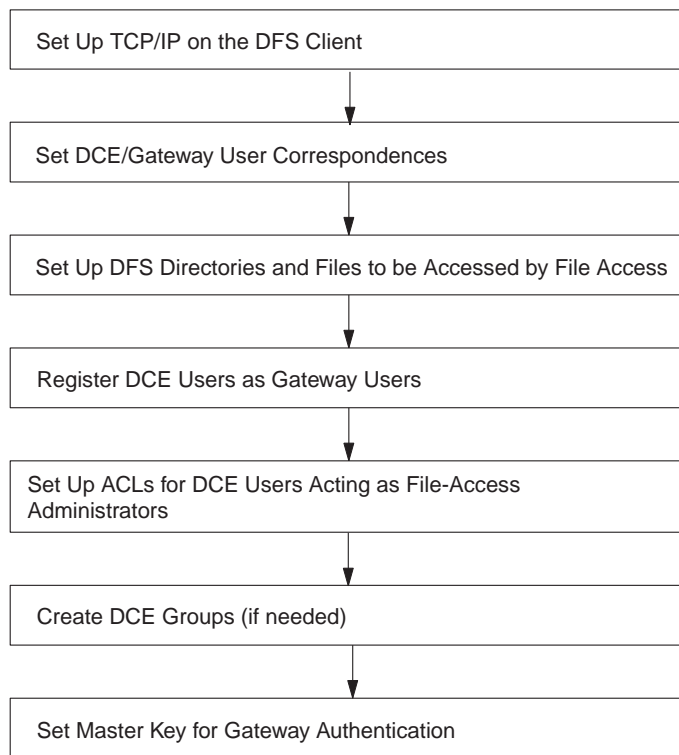 Set Up TCP/IP on the DFS Client
Set DCE/Gateway User Correspondences
Set Up DFS Directories and Files to be Accessed by File Access
Register DCE Users as Gateway Users
Set Up ACLs for DCE Users Acting as File-Access
Administrators
Create DCE Groups (if needed)
Set Master Key for Gateway Authentication